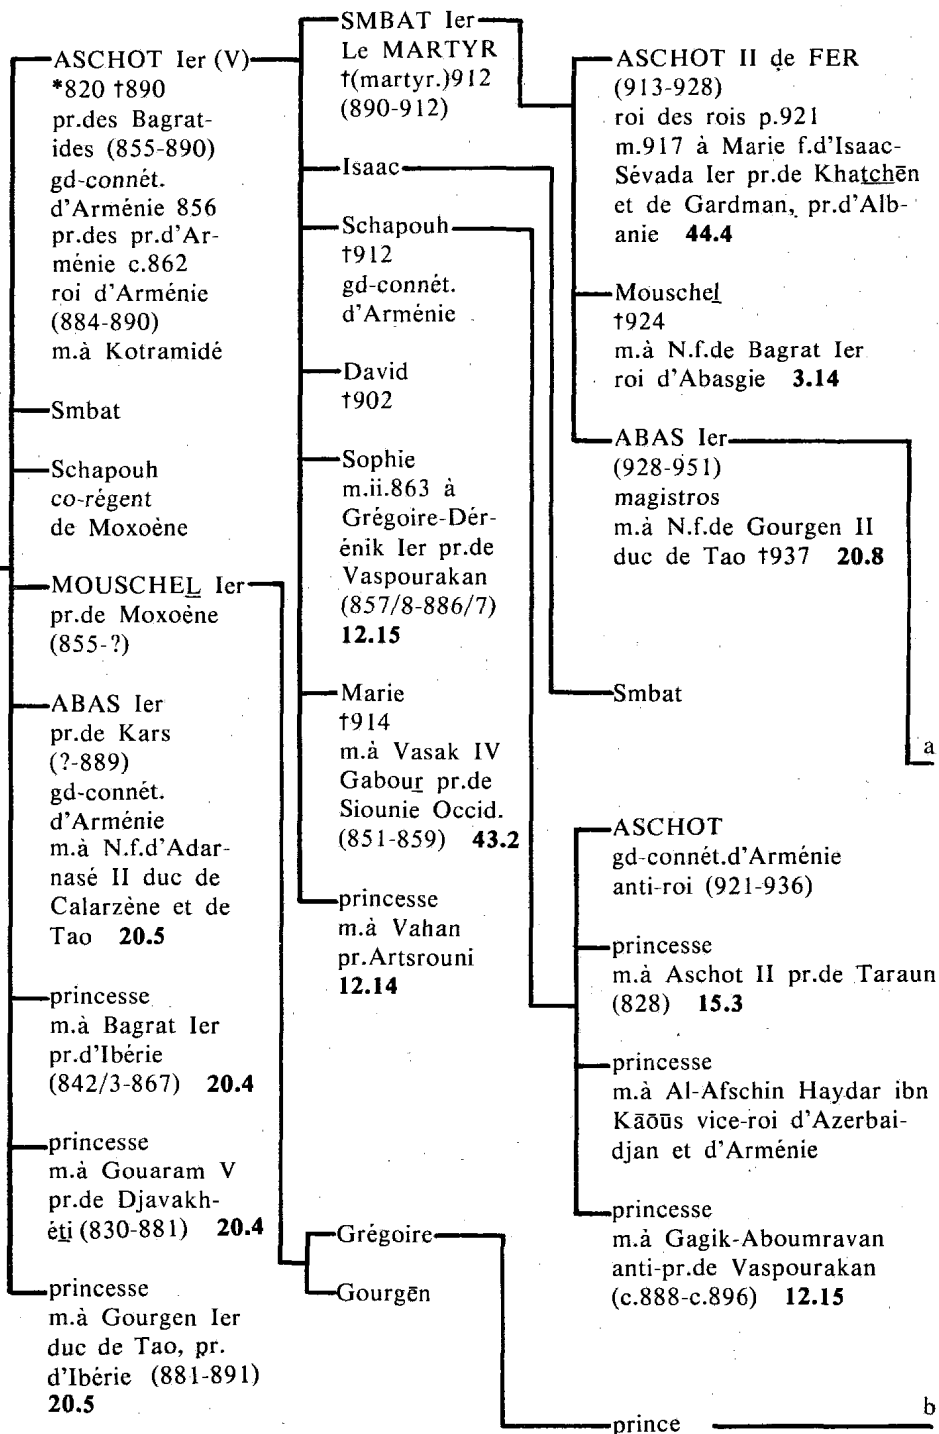 ASCHOT Ier (V)
*820 †890
pr.des Bagrat-
ides (855-890)
gd-connét.
d'Arménie 856
pr.des pr.d'Ar-
ménie c.862
roi d'Arménie
(884-890)
m.à Kotramidé
Smbat
Schapouh
co-régent
de Moxoène
MOUSCHEL̲ Ier
pr.de Moxoène
(855-?)
ABAS Ier
pr.de Kars
(?-889)
gd-connét.
d'Arménie
m.à N.f.d'Adar-
nasé II duc de
Calarzène et de
Tao 20.5
princesse
m.à Bagrat Ier
pr.d'Ibérie
(842/3-867) 20.4
princesse
m.à Gouaram V
pr.de Djavakh-
ét̲i (830-881) 20.4
princesse
m.à Gourgen Ier
duc de Tao, pr.
d'Ibérie (881-891)
20.5
SMBAT Ier
Le MARTYR
†(martyr.)912
(890-912)
Isaac
Schapouh
†912
gd-connét.
d'Arménie
David
†902
Sophie
m.ii.863 à
Grégoire-Dér-
énik Ier pr.de
Vaspourakan
(857/8-886/7)
12.15
Marie
†914
m.à Vasak IV
Gabour̲ pr.de
Siounie Occid.
(851-859) 43.2
princesse
m.à Vahan
pr.Artsrouni
12.14
Grégoire
Gourgēn
ASCHOT II de FER
(913-928)
roi des rois p.921
m.917 à Marie f.d'Isaac-
Sévada Ier pr.de Khat̲c̲h̲ēn
et de Gardman, pr.d'Alb-
anie 44.4
Mouschel̲
†924
m.à N.f.de Bagrat Ier
roi d'Abasgie 3.14
ABAS Ier
(928-951)
magistros
m.à N.f.de Gourgen II
duc de Tao †937 20.8
Smbat
a
ASCHOT
gd-connét.d'Arménie
anti-roi (921-936)
princesse
m.à Aschot II pr.de Taraun
(828) 15.3
princesse
m.à Al-Afschin Haydar ibn
Kāōūs vice-roi d'Azerbai-
djan et d'Arménie
princesse
m.à Gagik-Aboumravan
anti-pr.de Vaspourakan
(c.888-c.896) 12.15
prince
b